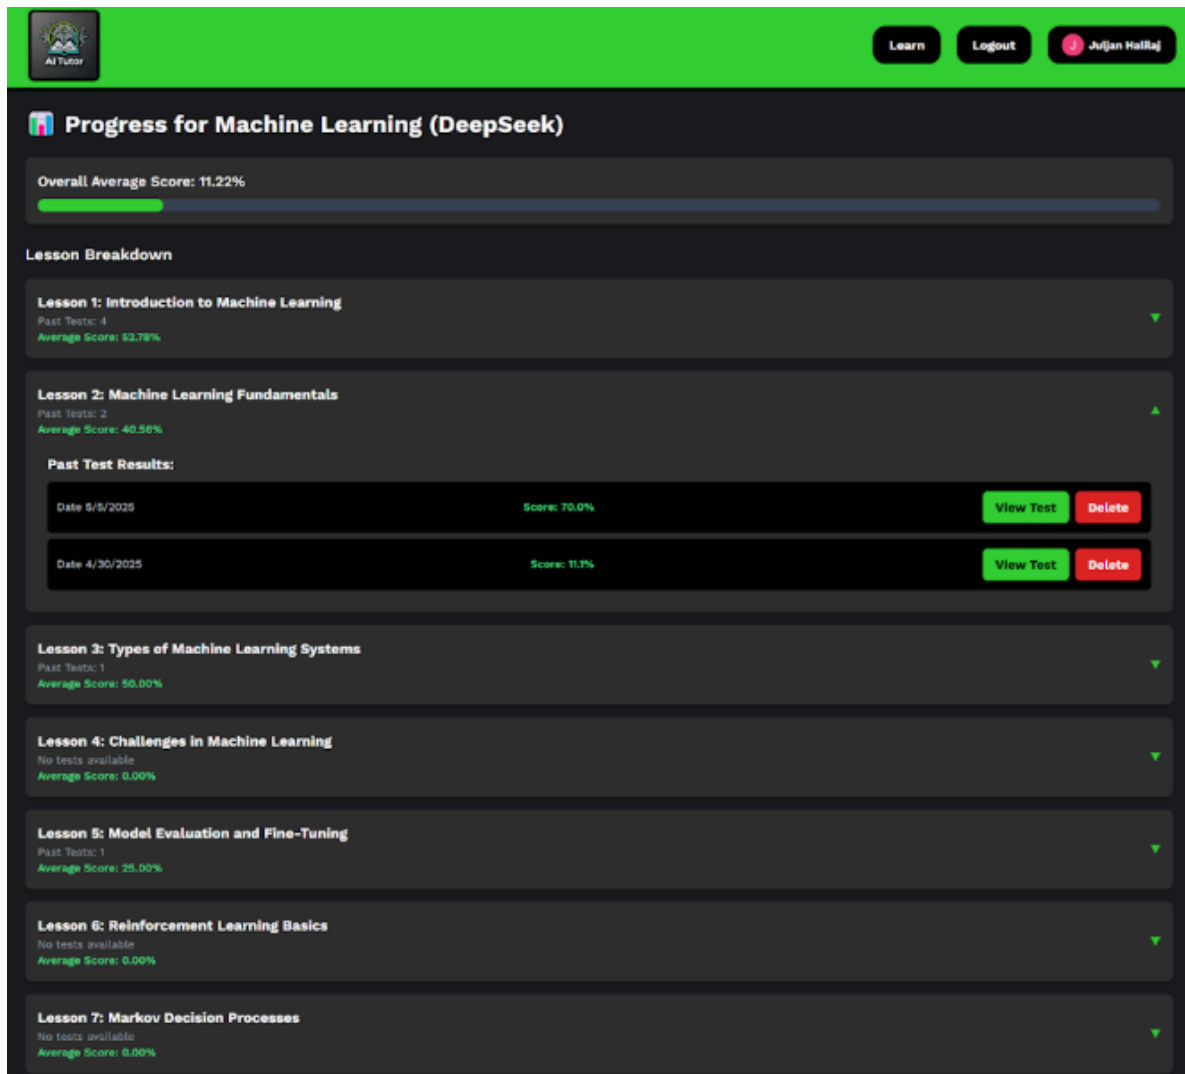 AI Tutor
Learn
Logout
J
Juljan Halilaj
Progress for Machine Learning (DeepSeek)
Overall Average Score: 11.22%
Lesson Breakdown
Lesson 1: Introduction to Machine Learning
Past Tests: 4
Average Score: 52.78%
Lesson 2: Machine Learning Fundamentals
Past Tests: 2
Average Score: 40.56%
Past Test Results:
Date 5/5/2025 Score: 70.0% View Test Delete
Date 4/30/2025 Score: 11.1% View Test Delete
Lesson 3: Types of Machine Learning Systems
Past Tests: 1
Average Score: 50.00%
Lesson 4: Challenges in Machine Learning
No tests available
Average Score: 0.00%
Lesson 5: Model Evaluation and Fine-Tuning
Past Tests: 1
Average Score: 25.00%
Lesson 6: Reinforcement Learning Basics
No tests available
Average Score: 0.00%
Lesson 7: Markov Decision Processes
No tests available
Average Score: 0.00%